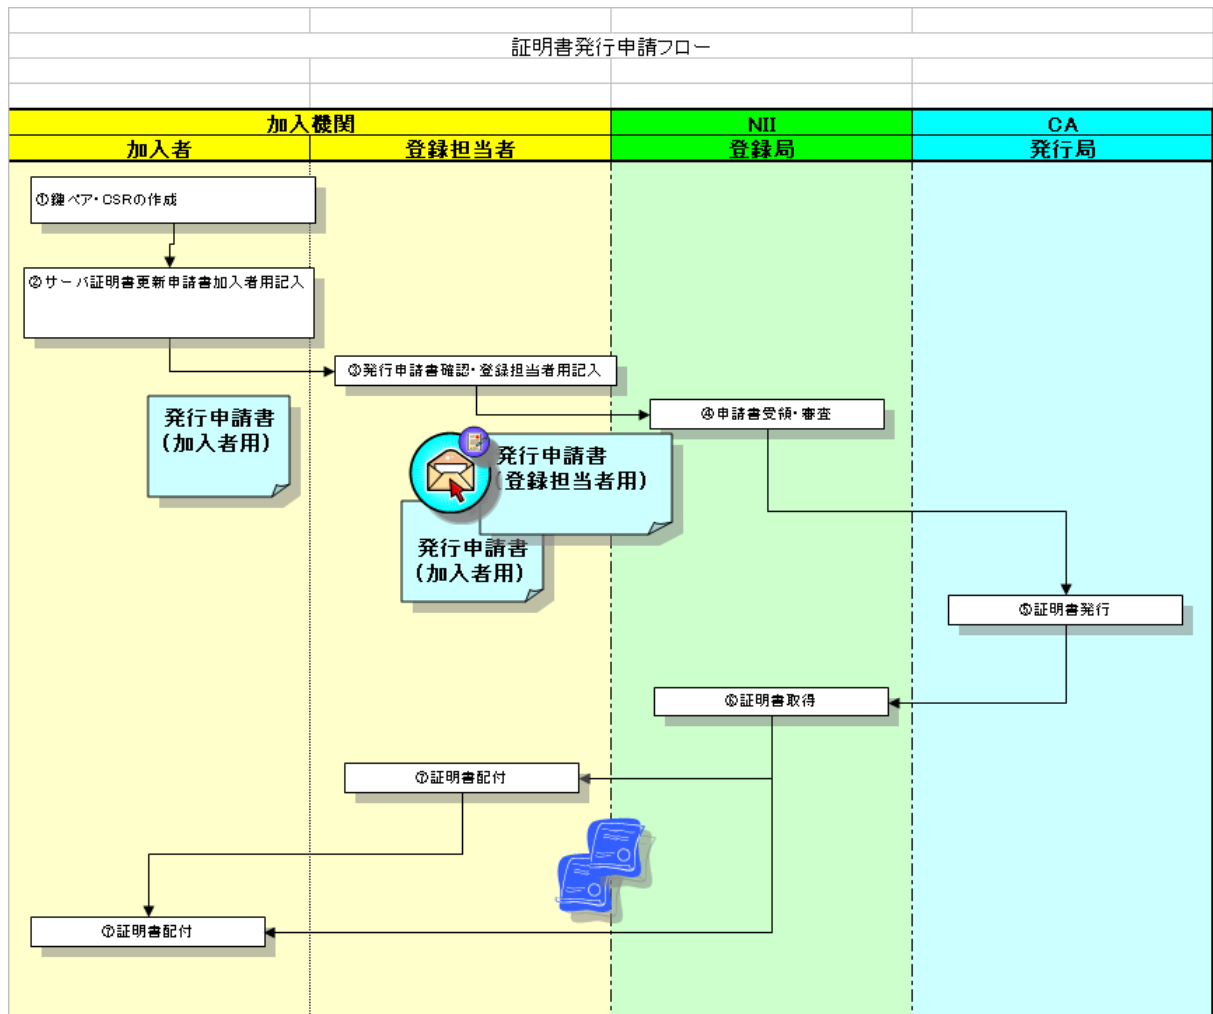 証明書発行申請フロー
加入機関
NII
CA
加入者
登録担当者
登録局
発行局
①鍵ペア・CSRの作成
②サーバ証明書更新申請書加入者用記入
③発行申請書確認・登録担当者用記入
④申請書受領・審査
発行申請書
(加入者用)
発行申請書
(登録担当者用)
発行申請書
(加入者用)
⑤証明書発行
⑥証明書取得
⑦証明書配付
⑦証明書配付